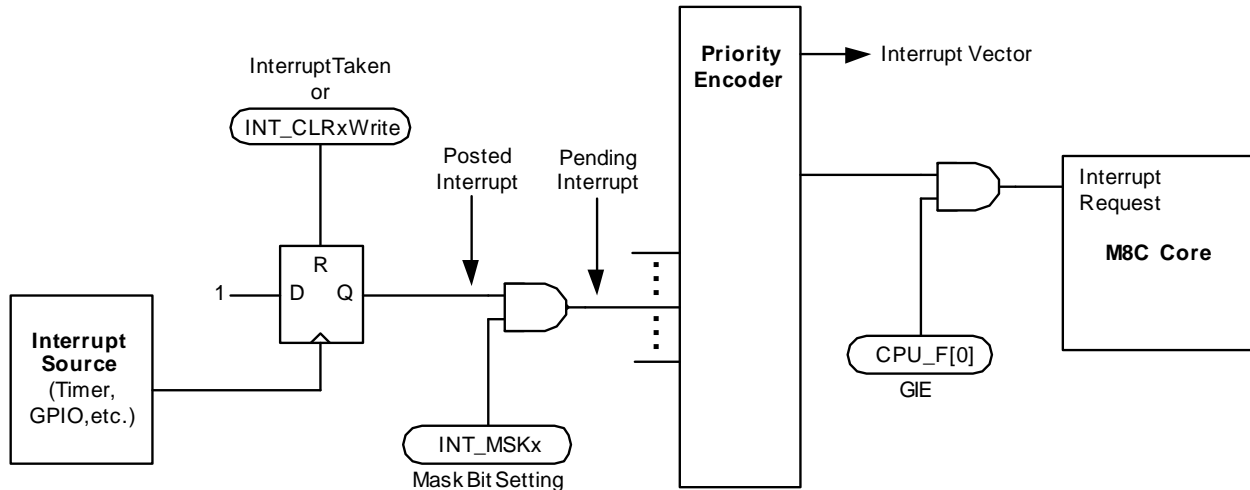 InterruptTaken
or
INT_CLRxWrite
Priority
Encoder
Interrupt Vector
Posted
Interrupt
Pending
Interrupt
R
1
D
Q
Interrupt
Source
(Timer,
GPIO,etc.)
INT_MSKx
Mask Bit Setting
Interrupt
Request
M8C Core
CPU_F[0]
GIE